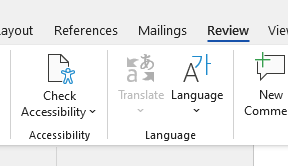 ayout References Mailings Review Vie
Check
Accessibility
Translate
Language
New
Comme
Accessibility
Language